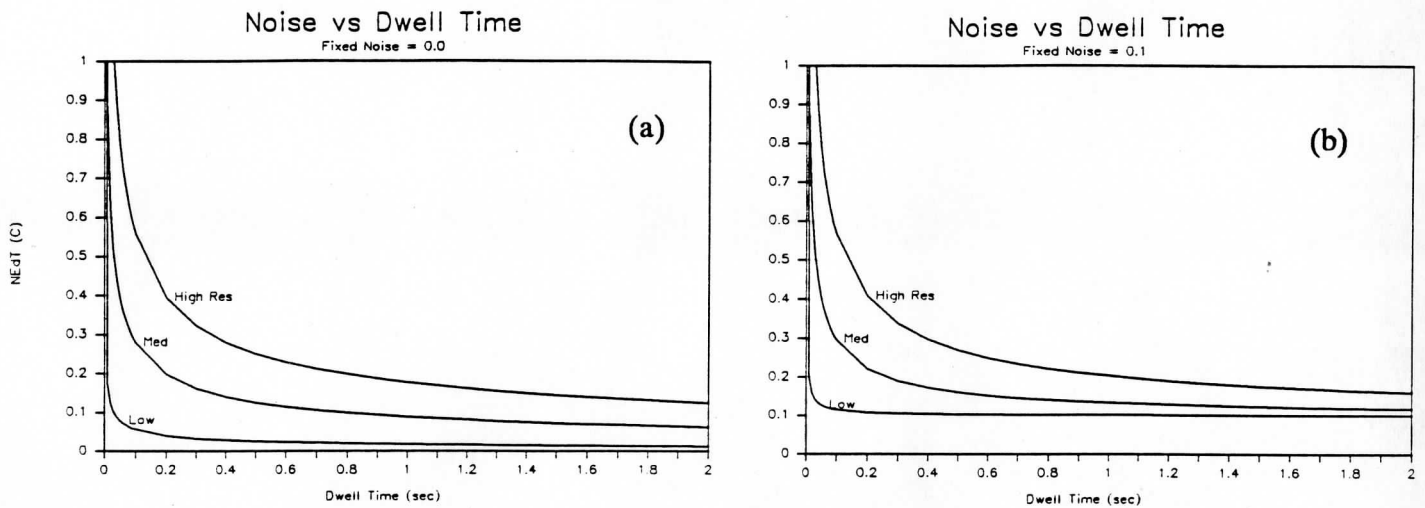 Noise vs Dwell Time
Fixed Noise = 0.0
1
0.9
0.8
0.7
0.6
0.5
0.4
0.3
0.2
0.1
0
NEdT (C)
(a)
High Res
Med
Low
0 0.2 0.4 0.6 0.8 1 1.2 1.4 1.6 1.8 2
Dwell Time (sec)
Noise vs Dwell Time
Fixed Noise = 0.1
1
0.9
0.8
0.7
0.6
0.5
0.4
0.3
0.2
0.1
0
(b)
High Res
Med
Low
0 0.2 0.4 0.6 0.8 1 1.2 1.4 1.6 1.8 2
Dwell Time (sec)